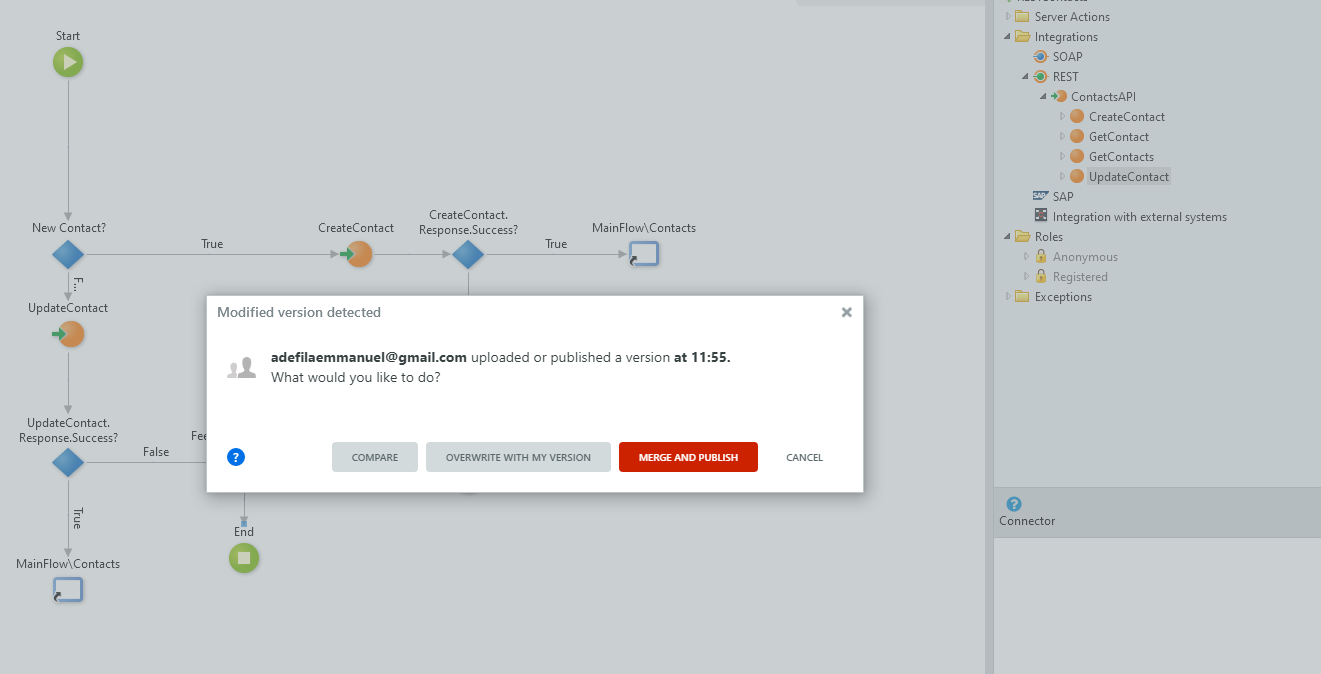 Start
New Contact?
True
CreateContact
CreateContact.
Response.Success?
True
MainFlow\Contacts
F...
UpdateContact
UpdateContact.
Response.Success?
False
Fee
True
MainFlow\Contacts
End
Modified version detected
adefilaemmanuel@gmail.com uploaded or published a version at 11:55.
What would you like to do?
?
COMPARE
OVERWRITE WITH MY VERSION
MERGE AND PUBLISH
CANCEL
Server Actions
Integrations
SOAP
REST
ContactsAPI
CreateContact
GetContact
GetContacts
UpdateContact
SAP SAP
Integration with external systems
Roles
Anonymous
Registered
Exceptions
?
Connector